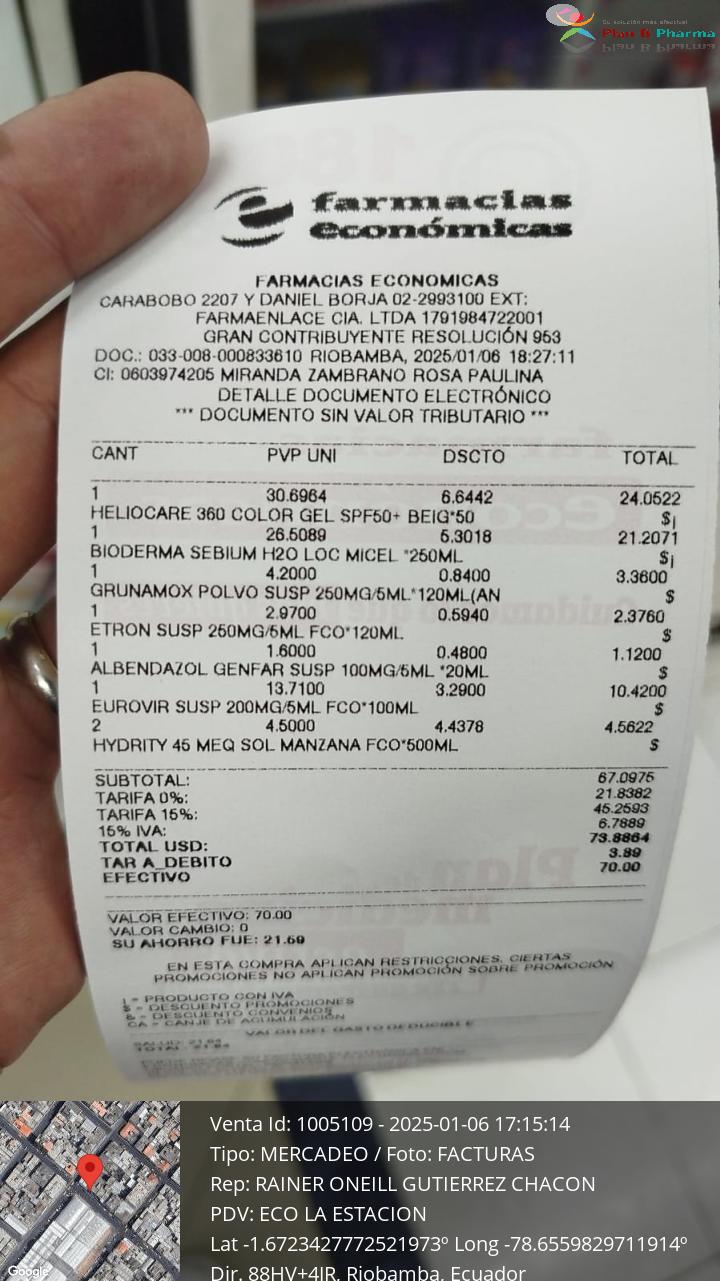 Su solución más efectiva!
Plan B Pharma
farmacias
económicas
FARMACIAS ECONOMICAS
CARABOBO 2207 Y DANIEL BORJA 02-2993100 EXT:
FARMAENLACE CIA. LTDA 1791984722001
GRAN CONTRIBUYENTE RESOLUCIÓN 953
DOC.: 033-008-000833610 RIOBAMBA, 2025/01/06 18:27:11
CI: 0603974205 MIRANDA ZAMBRANO ROSA PAULINA
DETALLE DOCUMENTO ELECTRÓNICO
*** DOCUMENTO SIN VALOR TRIBUTARIO ***
CANT PVP UNI DSCTO TOTAL
1 30.6964 6.6442 24.0522
HELIOCARE 360 COLOR GEL SPF50+ BEIG*50 $¡
1 26.5089 5.3018 21.2071
BIODERMA SEBIUM H2O LOC MICEL *250ML $¡
1 4.2000 0.8400 3.3600
GRUNAMOX POLVO SUSP 250MG/5ML*120ML(AN $
1 2.9700 0.5940 2.3760
ETRON SUSP 250MG/5ML FCO*120ML $
1 1.6000 0.4800 1.1200
ALBENDAZOL GENFAR SUSP 100MG/5ML *20ML $
1 13.7100 3.2900 10.4200
EUROVIR SUSP 200MG/5ML FCO*100ML $
2 4.5000 4.4378 4.5622
HYDRITY 45 MEQ SOL MANZANA FCO*500ML $
SUBTOTAL: 67.0975
TARIFA 0%: 21.8382
TARIFA 15%: 45.2593
15% IVA: 6.7889
TOTAL USD: 73.8864
TAR A_DEBITO 3.89
EFECTIVO 70.00
VALOR EFECTIVO: 70.00
VALOR CAMBIO: 0
SU AHORRO FUE: 21.59
EN ESTA COMPRA APLICAN RESTRICCIONES. CIERTAS
PROMOCIONES NO APLICAN PROMOCIÓN SOBRE PROMOCIÓN
¡ = PRODUCTO CON IVA
$ = DESCUENTO PROMOCIONES
& = DESCUENTO CONVENIOS
CA = CANJE DE ACUMULACIÓN
VALOR DEL GASTO DEDUCIBLE
SALUD: 21.84
TOTAL: 21.84
Google
Venta Id: 1005109 - 2025-01-06 17:15:14
Tipo: MERCADEO / Foto: FACTURAS
Rep: RAINER ONEILL GUTIERREZ CHACON
PDV: ECO LA ESTACION
Lat -1.6723427772521973º Long -78.6559829711914º
Dir. 88HV+4JR, Riobamba, Ecuador